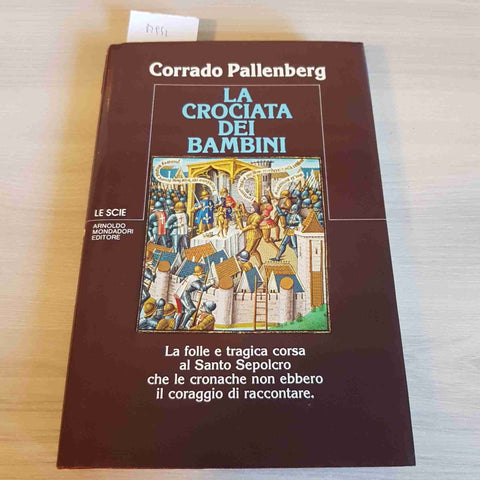 Corrado Pallenberg
LA
CROCIATA
DEI
BAMBINI
LE SCIE
ARNOLDO
MONDADORI
EDITORE
La folle e tragica corsa
al Santo Sepolcro
che le cronache non ebbero
il coraggio di raccontare.